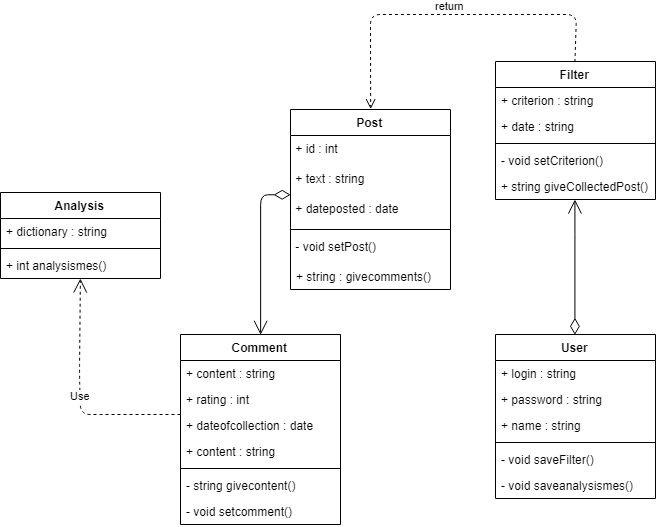 return
Filter
+ criterion : string
+ date : string
- void setCriterion()
+ string giveCollectedPost()
Post
+ id : int
+ text : string
+ dateposted : date
- void setPost()
+ string : givecomments()
Analysis
+ dictionary : string
+ int analysismes()
Use
Comment
+ content : string
+ rating : int
+ dateofcollection : date
+ content : string
- string givecontent()
- void setcomment()
User
+ login : string
+ password : string
+ name : string
- void saveFilter()
- void saveanalysismes()